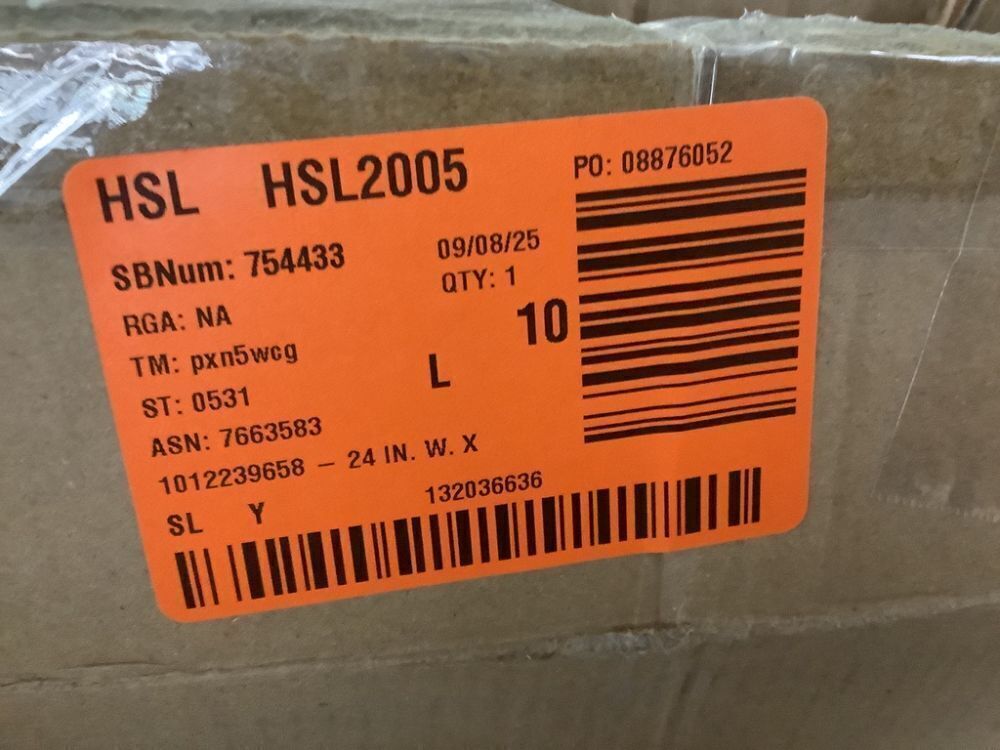 HSL HSL2005
PO: 08876052
SBNum: 754433
09/08/25
QTY: 1
RGA: NA
10
TM: pxn5wcg
L
ST: 0531
ASN: 7663583
1012239658 – 24 IN. W. X
SL Y
132036636